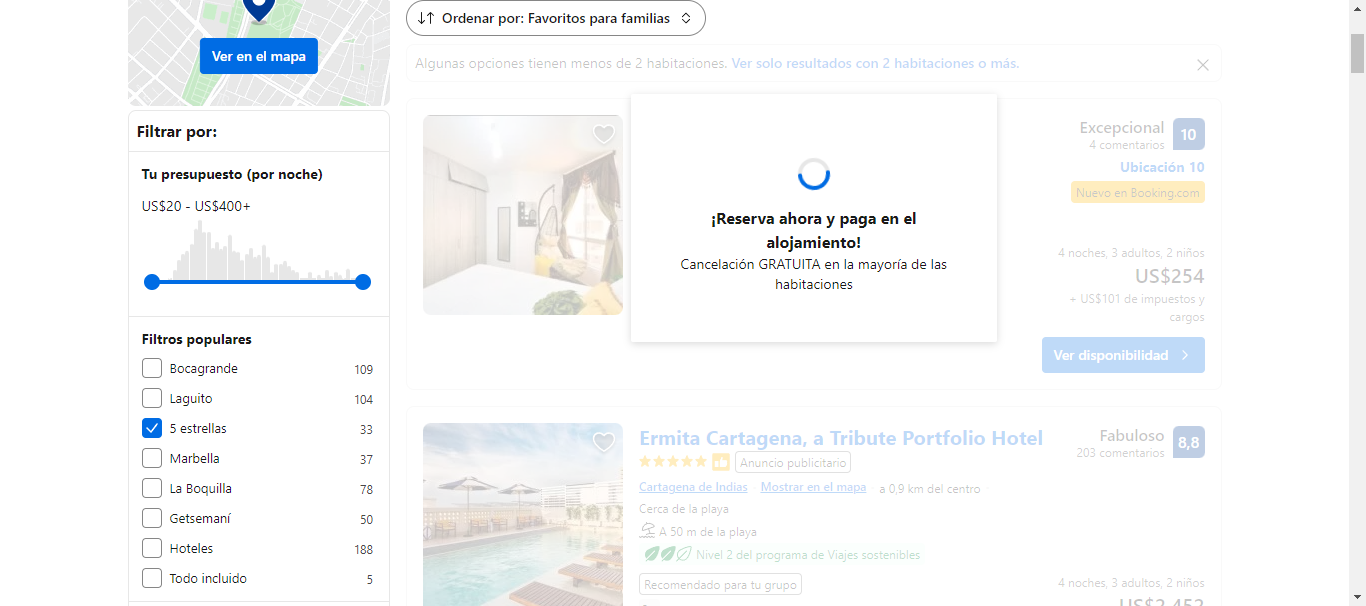 Ordenar por: Favoritos para familias
Ver en el mapa
Algunas opciones tienen menos de 2 habitaciones. Ver solo resultados con 2 habitaciones o más.
Filtrar por:
Tu presupuesto (por noche)
US$20 - US$400+
Filtros populares
Bocagrande 109
Laguito 104
5 estrellas 33
Marbella 37
La Boquilla 78
Getsemaní 50
Hoteles 188
Todo incluido 5
¡Reserva ahora y paga en el
alojamiento!
Cancelación GRATUITA en la mayoría de las
habitaciones
Excepcional 10
4 comentarios
Ubicación 10
Nuevo en Booking.com
4 noches, 3 adultos, 2 niños
US$254
+ US$101 de impuestos y
cargos
Ver disponibilidad
Ermita Cartagena, a Tribute Portfolio Hotel
Anuncio publicitario
Cartagena de Indias Mostrar en el mapa a 0,9 km del centro
Cerca de la playa
A 50 m de la playa
Nivel 2 del programa de Viajes sostenibles
Recomendado para tu grupo
Fabuloso 8,8
203 comentarios
4 noches, 3 adultos, 2 niños
US$2.452